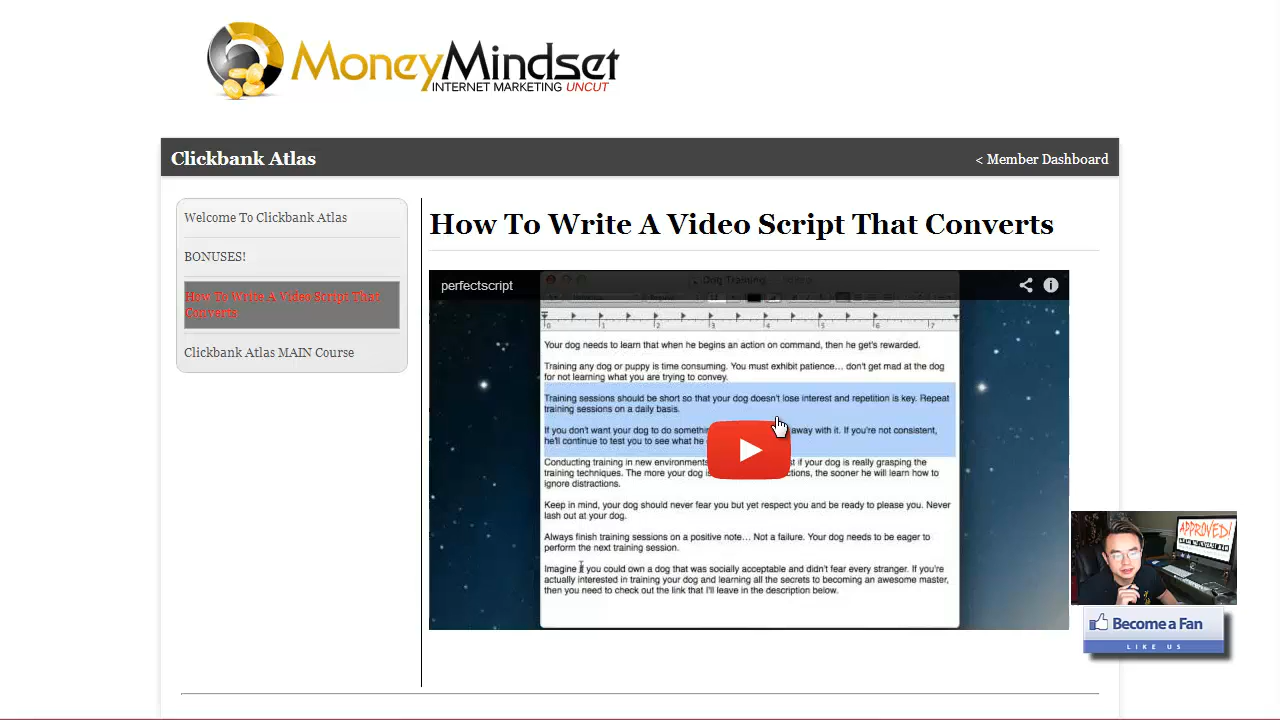 MoneyMindset
INTERNET MARKETING UNCUT
Clickbank Atlas
< Member Dashboard
Welcome To Clickbank Atlas
BONUSES!
How To Write A Video Script That
Converts
Clickbank Atlas MAIN Course
How To Write A Video Script That Converts
perfectscript
Dog Training
0 1 2 3 4 5 6 7
Your dog needs to learn that when he begins an action on command, then he get's rewarded.
Training any dog or puppy is time consuming. You must exhibit patience... don't get mad at the dog
for not learning what you are trying to convey.
Training sessions should be short so that your dog doesn't lose interest and repetition is key. Repeat
training sessions on a daily basis.
If you don't want your dog to do something away with it. If you're not consistent,
he'll continue to test you to see what he
Conducting training in new environments if your dog is really grasping the
training techniques. The more your dog is the sooner he will learn how to
ignore distractions.
Keep in mind, your dog should never fear you but yet respect you and be ready to please you. Never
lash out at your dog.
Always finish training sessions on a positive note... Not a failure. Your dog needs to be eager to
perform the next training session.
Imagine if you could own a dog that was socially acceptable and didn't fear every stranger. If you're
actually interested in training your dog and learning all the secrets to becoming an awesome master,
then you need to check out the link that I'll leave in the description below.
APPROVED!
Become a Fan
LIKE US